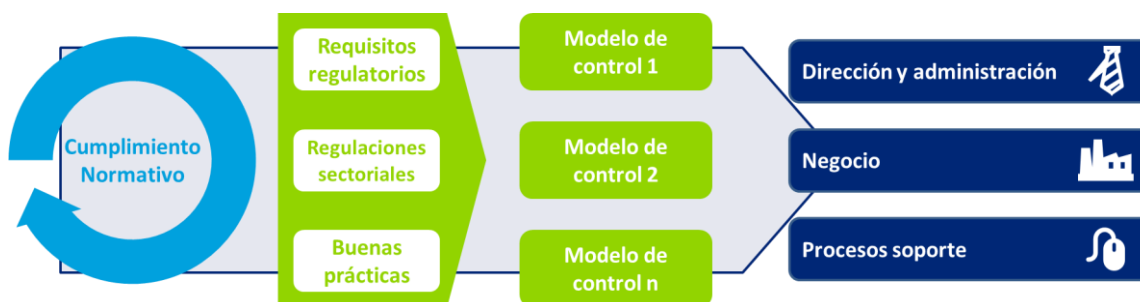 Cumplimiento
Normativo
Requisitos
regulatorios
Regulaciones
sectoriales
Buenas
prácticas
Modelo de
control 1
Modelo de
control 2
Modelo de
control n
Dirección y administración
Negocio
Procesos soporte